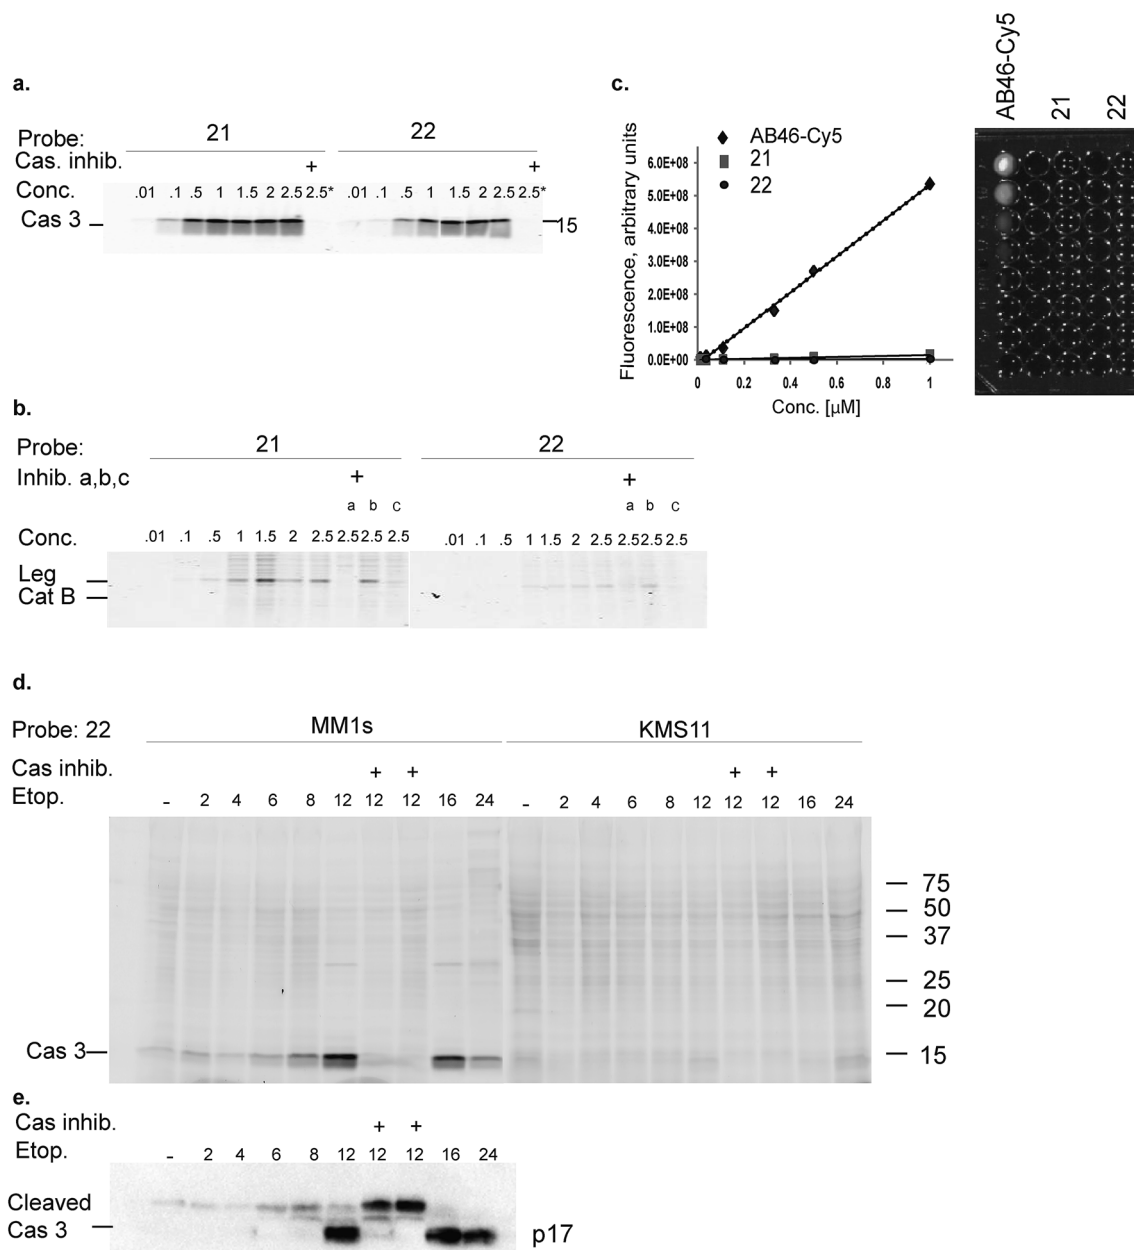 a.
Probe: 21 22
Cas. inhib. + +
Conc. .01 .1 .5 1 1.5 2 2.5 2.5* .01 .1 .5 1 1.5 2 2.5 2.5*
Cas 3 15
c.
AB46-Cy5 21 22
AB46-Cy5
21
22
Fluorescence, arbitrary units
6.0E+08
5.0E+08
4.0E+08
3.0E+08
2.0E+08
1.0E+08
0.0E+00
0 0.2 0.4 0.6 0.8 1
Conc. [µM]
b.
Probe: 21 22
Inhib. a,b,c + +
a b c a b c
Conc. .01 .1 .5 1 1.5 2 2.5 2.5 2.5 2.5 .01 .1 .5 1 1.5 2 2.5 2.5 2.5 2.5
Leg
Cat B
d.
Probe: 22 MM1s KMS11
Cas inhib. + + + +
Etop. - 2 4 6 8 12 12 12 16 24 - 2 4 6 8 12 12 12 16 24
75
50
37
25
20
Cas 3 15
e.
Cas inhib. + +
Etop. - 2 4 6 8 12 12 12 16 24
Cleaved
Cas 3 p17